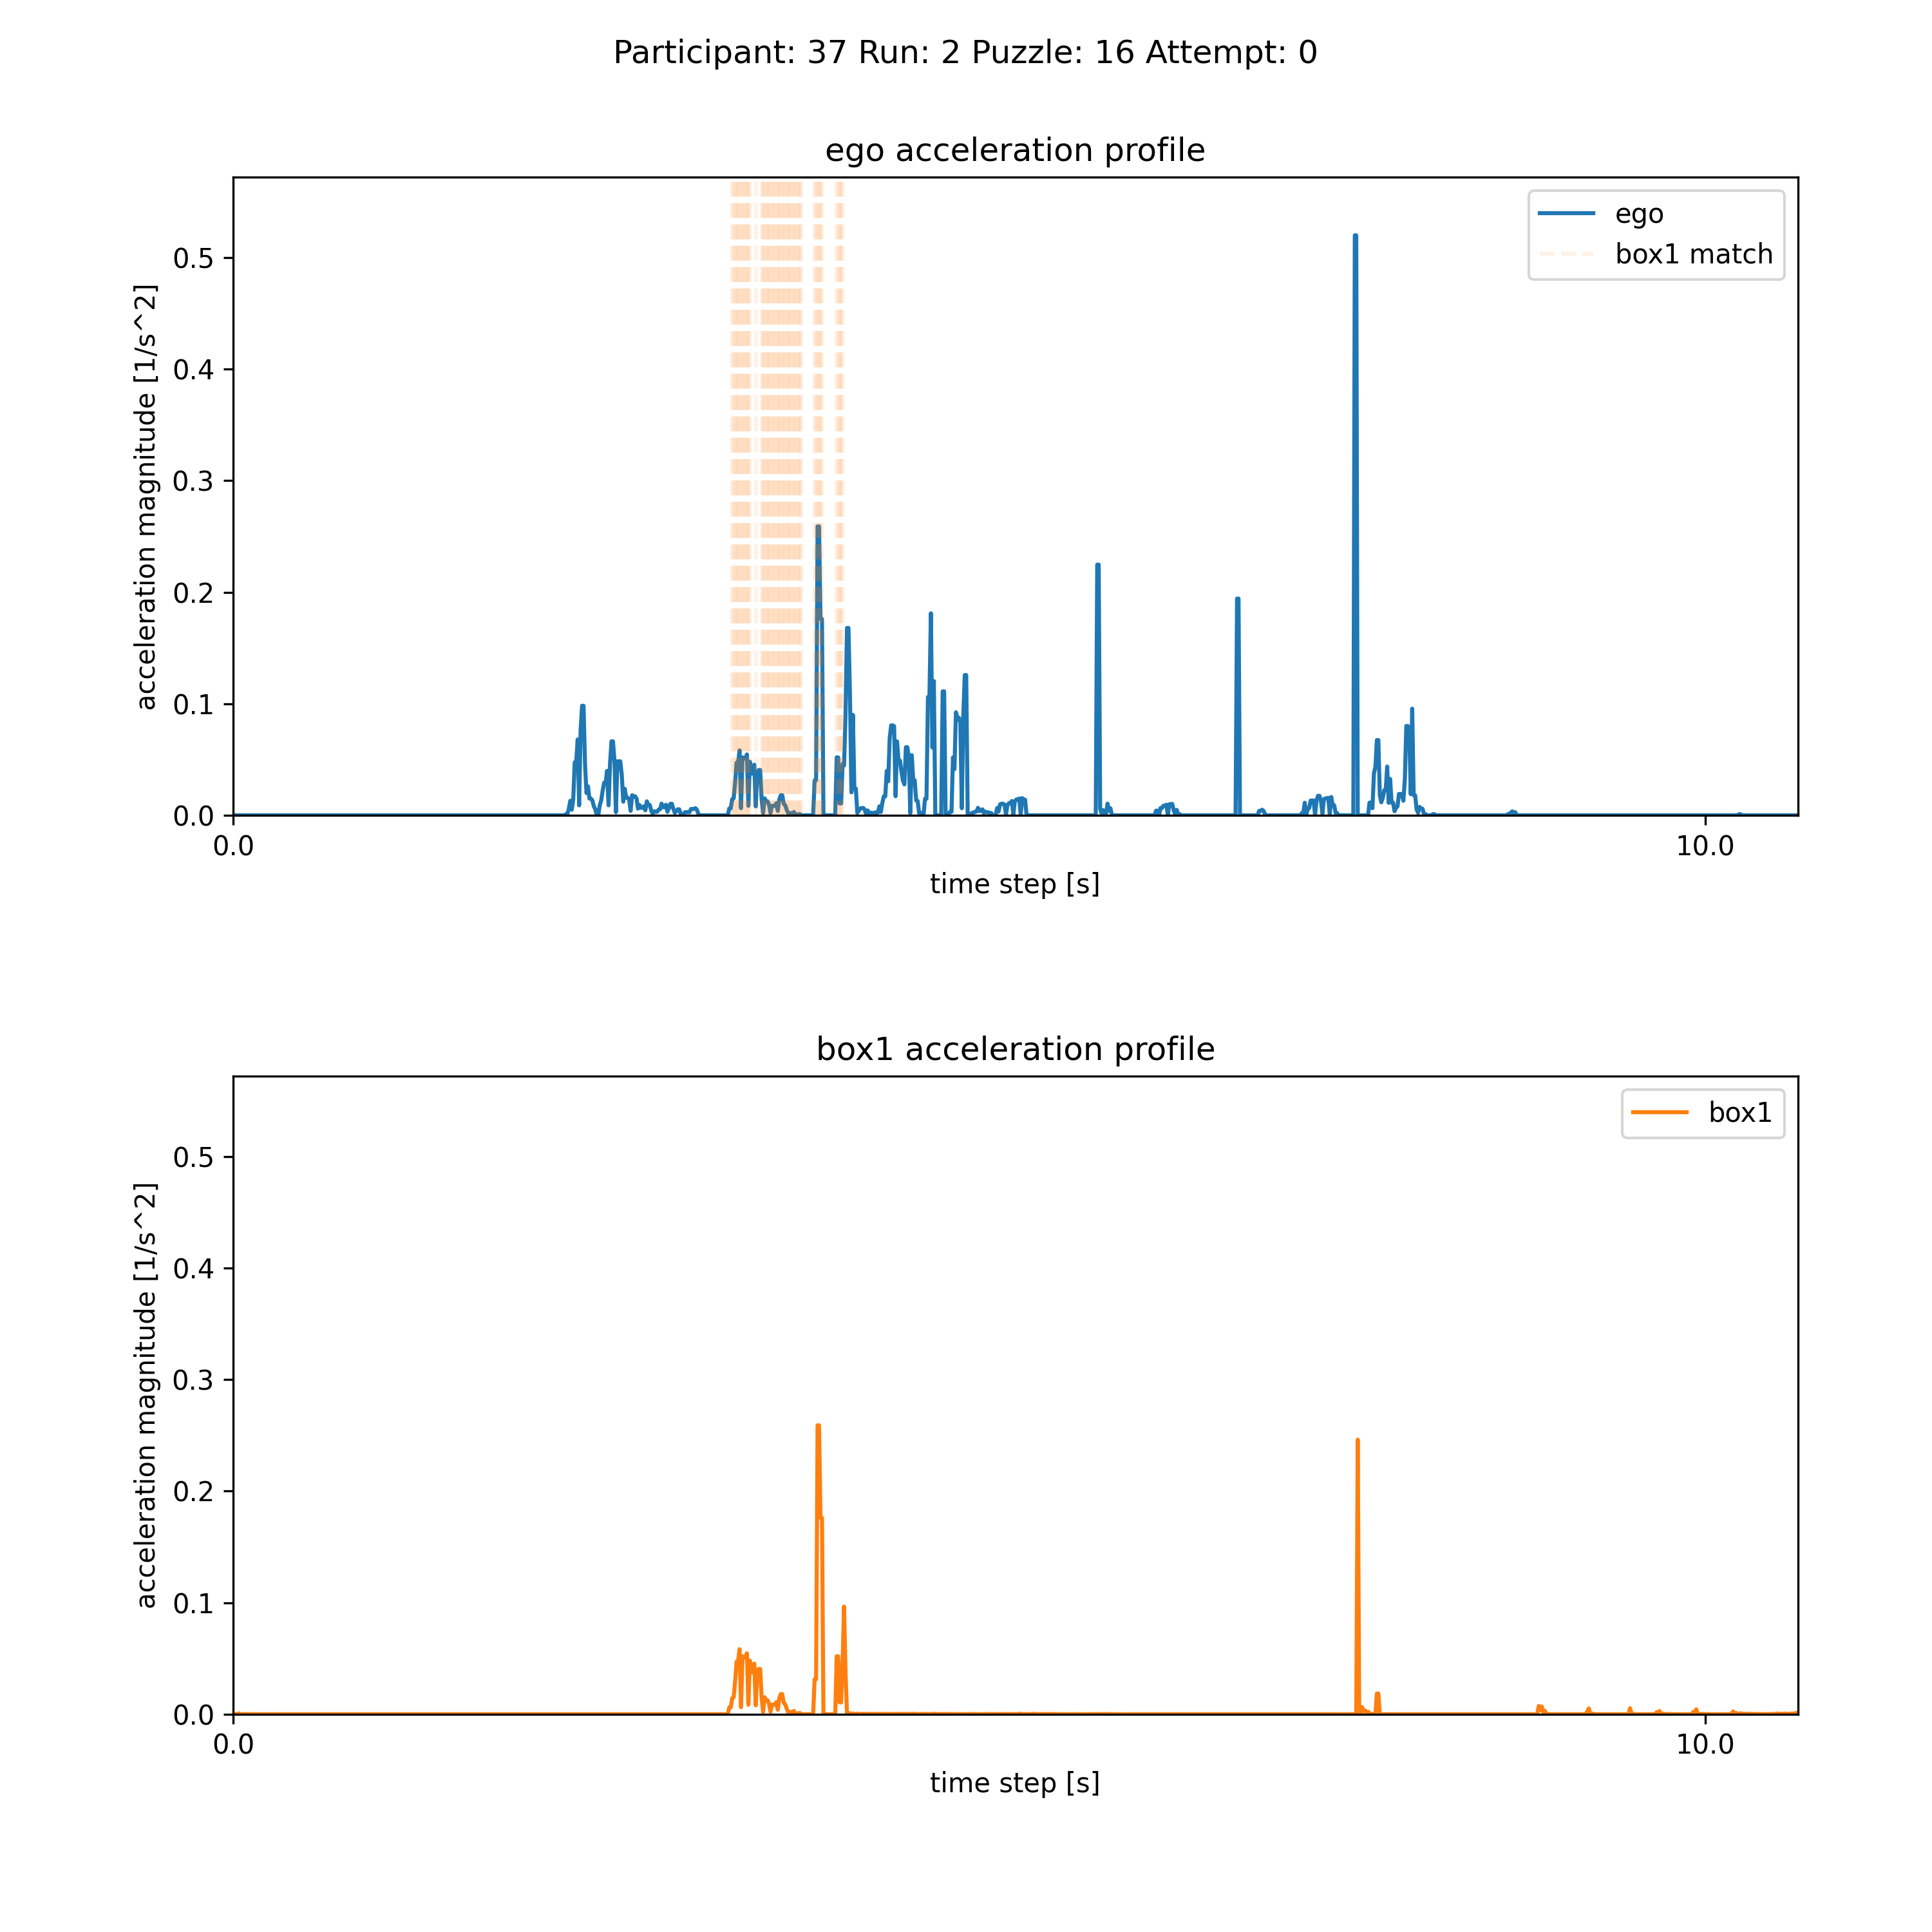 Participant: 37 Run: 2 Puzzle: 16 Attempt: 0
ego acceleration profile
acceleration magnitude [1/s^2]
0.5
0.4
0.3
0.2
0.1
0.0
ego
box1 match
0.0
10.0
time step [s]
box1 acceleration profile
acceleration magnitude [1/s^2]
0.5
0.4
0.3
0.2
0.1
0.0
box1
0.0
10.0
time step [s]